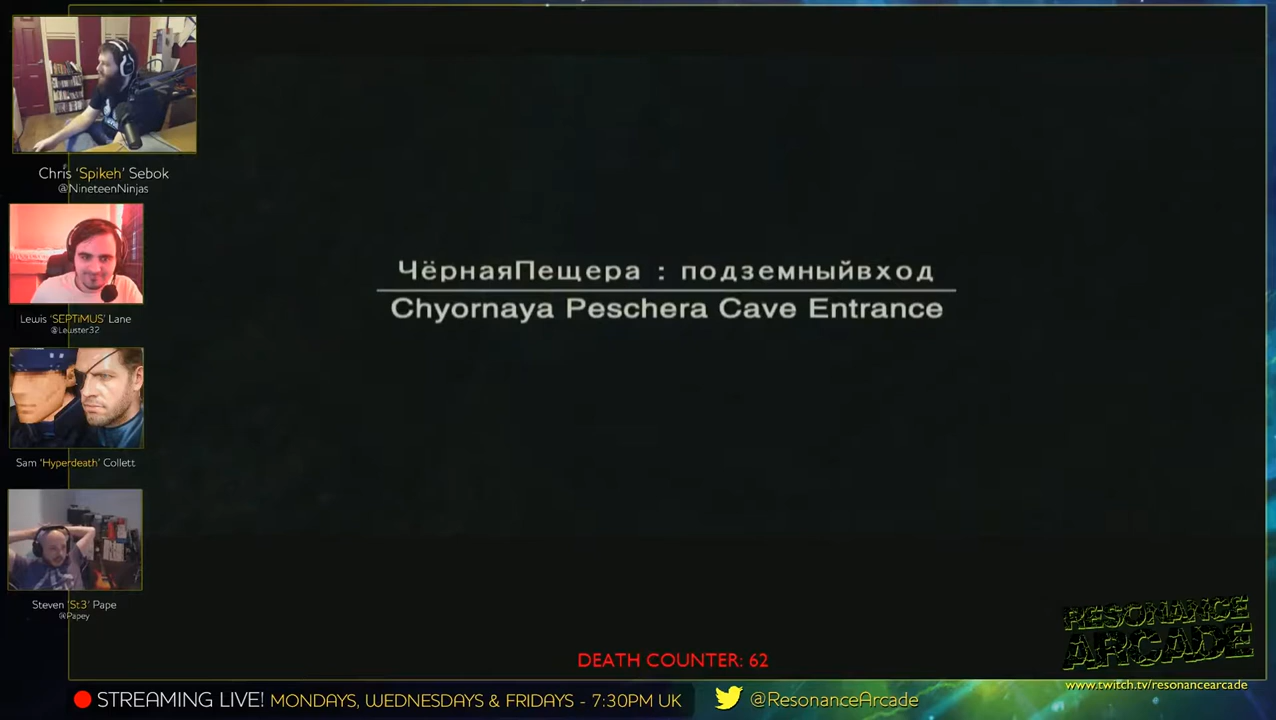 Chris 'Spikeh' Sebok
@NineteenNinjas
Lewis 'SEPTiMUS' Lane
@Lewster32
Sam 'Hyperdeath' Collett
Steven 'St3' Pape
@Papey
ЧёрнаяПещера : подземныйвход
Chyornaya Peschera Cave Entrance
DEATH COUNTER: 62
RESONANCE
ARCADE
www.twitch.tv/resonancearcade
STREAMING LIVE! MONDAYS, WEDNESDAYS & FRIDAYS - 7:30PM UK
@ResonanceArcade